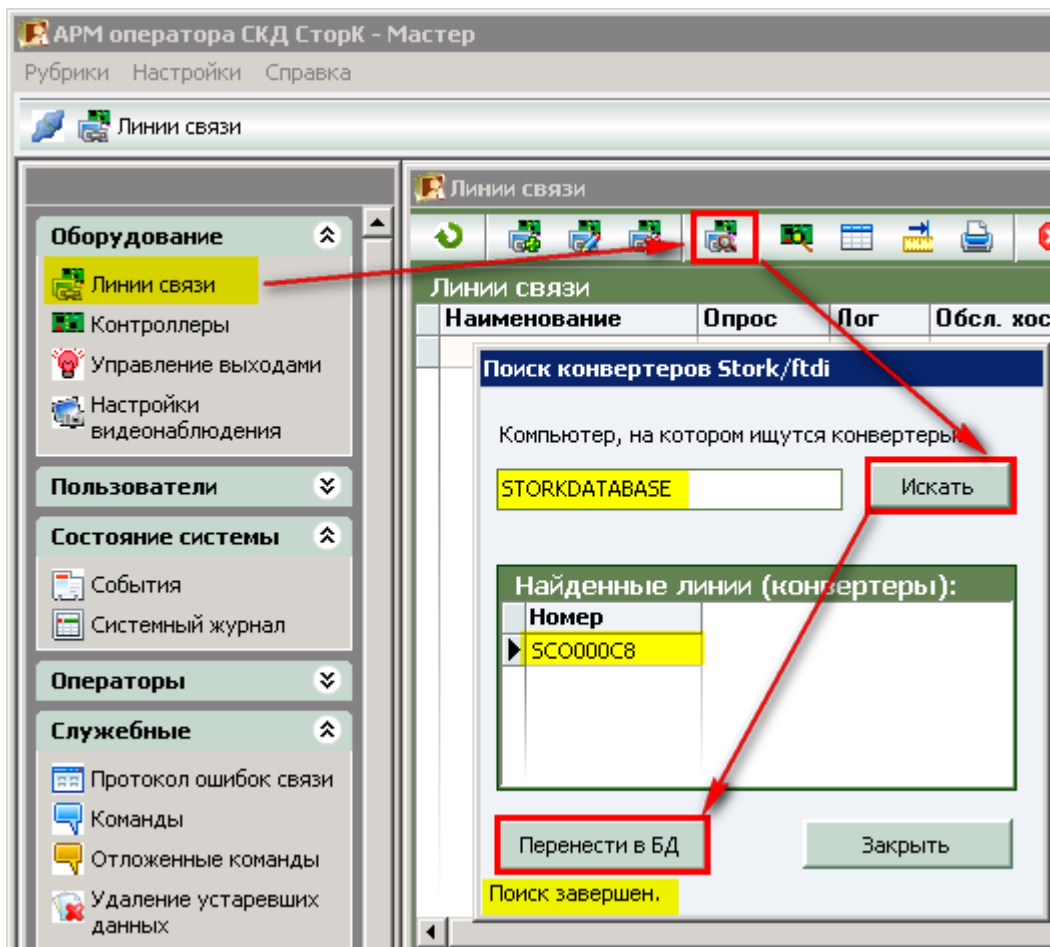 АРМ оператора СКД СторК - Мастер
Рубрики Настройки Справка
Линии связи
Оборудование
Линии связи
Контроллеры
Управление выходами
Настройки
видеонаблюдения
Пользователи
Состояние системы
События
Системный журнал
Операторы
Служебные
Протокол ошибок связи
Команды
Отложенные команды
Удаление устаревших
данных
Линии связи
Линии связи
Наименование Опрос Лог Обсл. хос
Поиск конвертеров Stork/ftdi
Компьютер, на котором ищутся конвертеры
STORKDATABASE Искать
Найденные линии (конвертеры):
Номер
SCO000C8
Перенести в БД Закрыть
Поиск завершен.